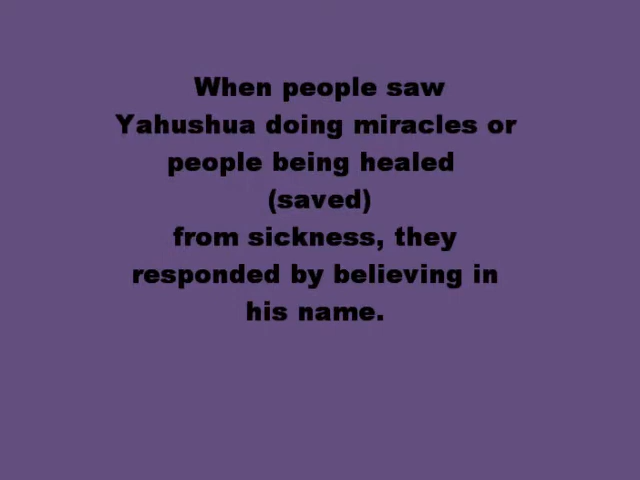 When people saw
Yahushua doing miracles or
people being healed
(saved)
from sickness, they
responded by believing in
his name.